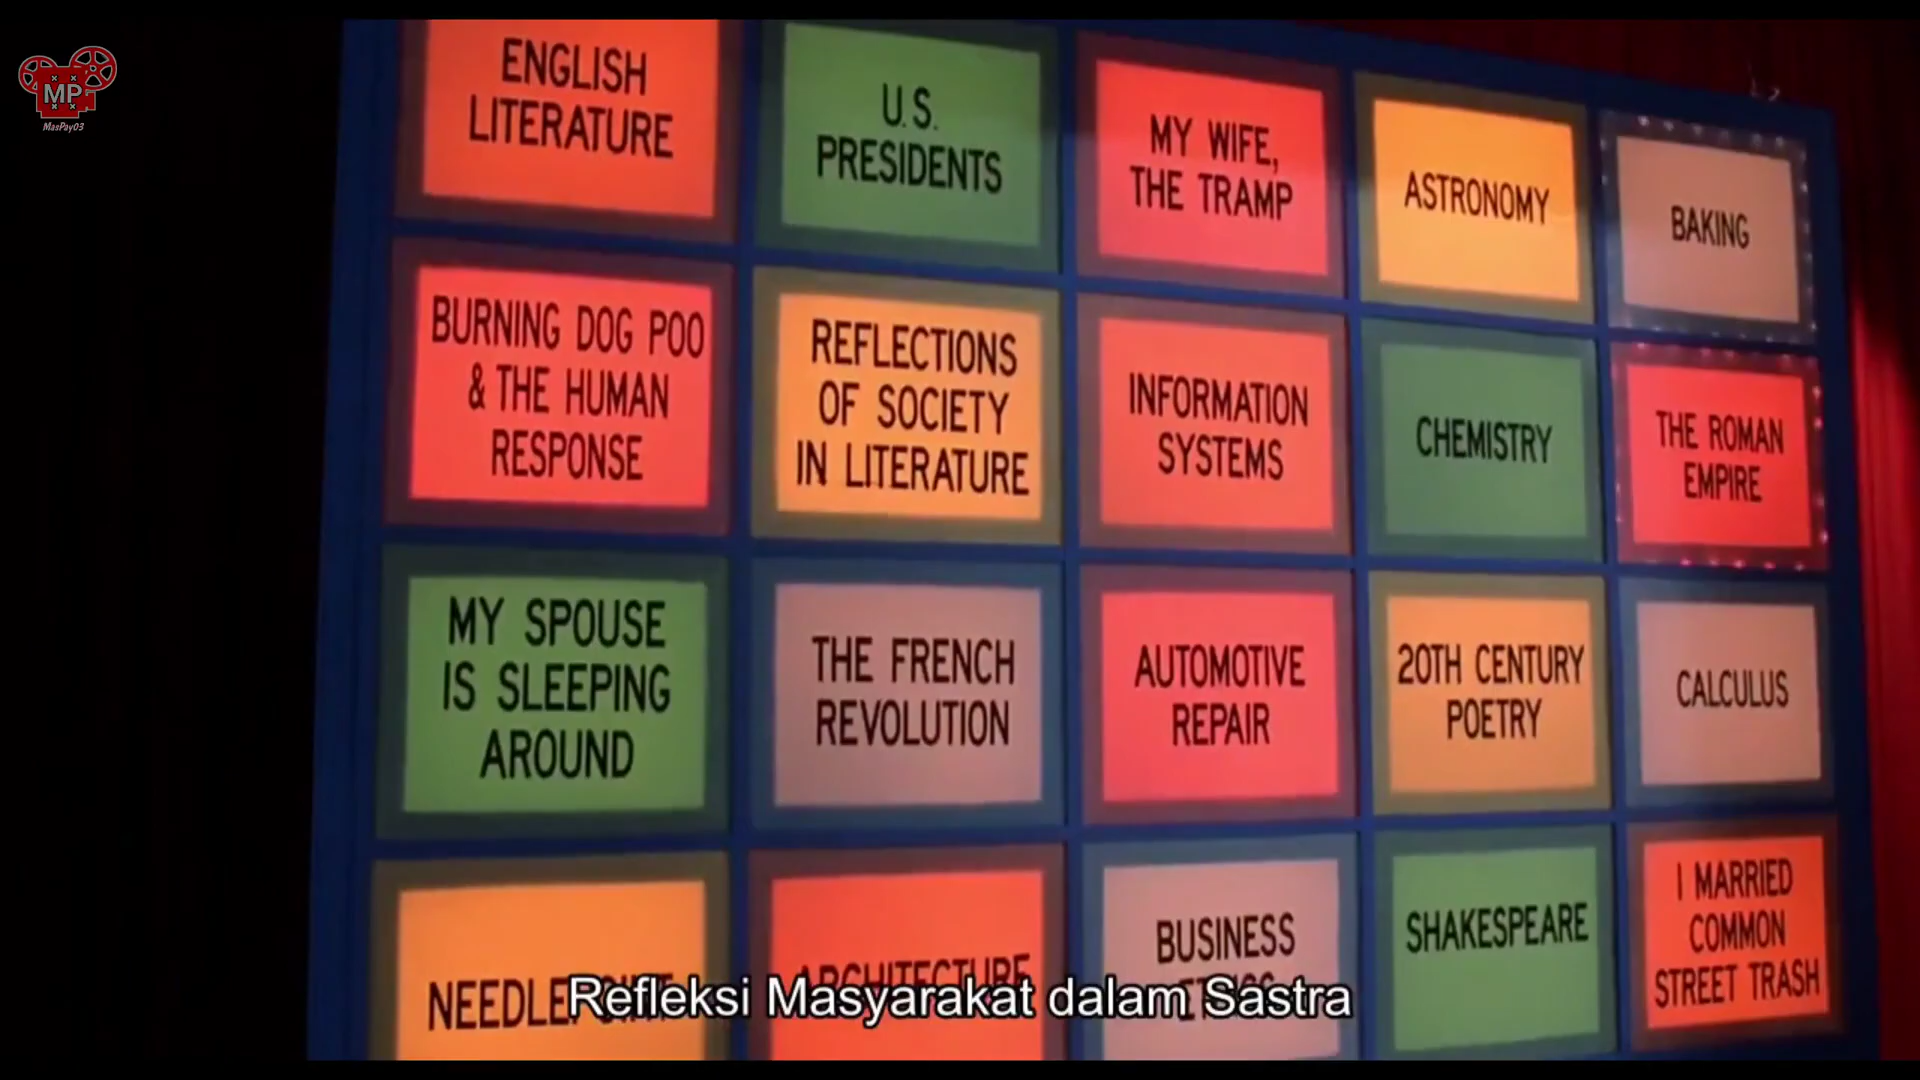 MP
MasPay03
ENGLISH
LITERATURE
U.S.
PRESIDENTS
MY WIFE,
THE TRAMP
ASTRONOMY
BAKING
BURNING DOG POO
& THE HUMAN
RESPONSE
REFLECTIONS
OF SOCIETY
IN LITERATURE
INFORMATION
SYSTEMS
CHEMISTRY
THE ROMAN
EMPIRE
MY SPOUSE
IS SLEEPING
AROUND
THE FRENCH
REVOLUTION
AUTOMOTIVE
REPAIR
20TH CENTURY
POETRY
CALCULUS
ARCHITECTURE
BUSINESS
SHAKESPEARE
I MARRIED
COMMON
STREET TRASH
Refleksi Masyarakat dalam Sastra